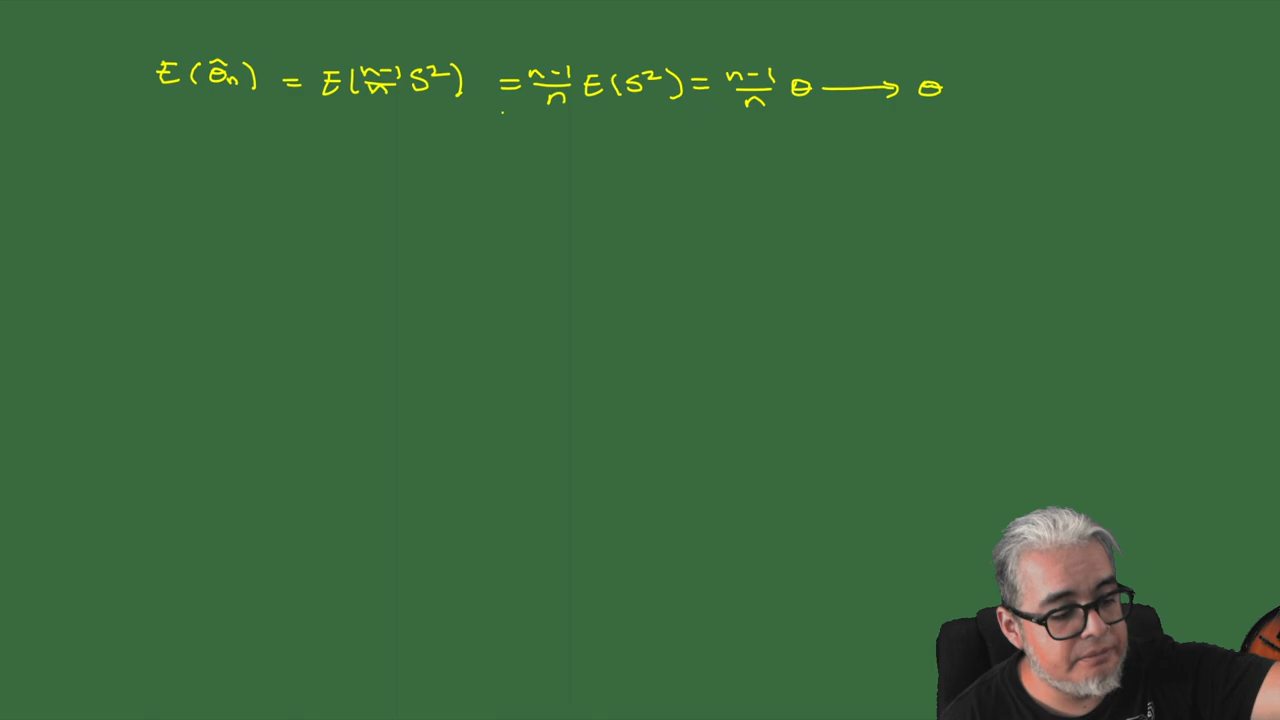 E(θ̂ₙ) = E(n-1/n S²) = n-1/n E(S²) = n-1/n θ ⟶ θ